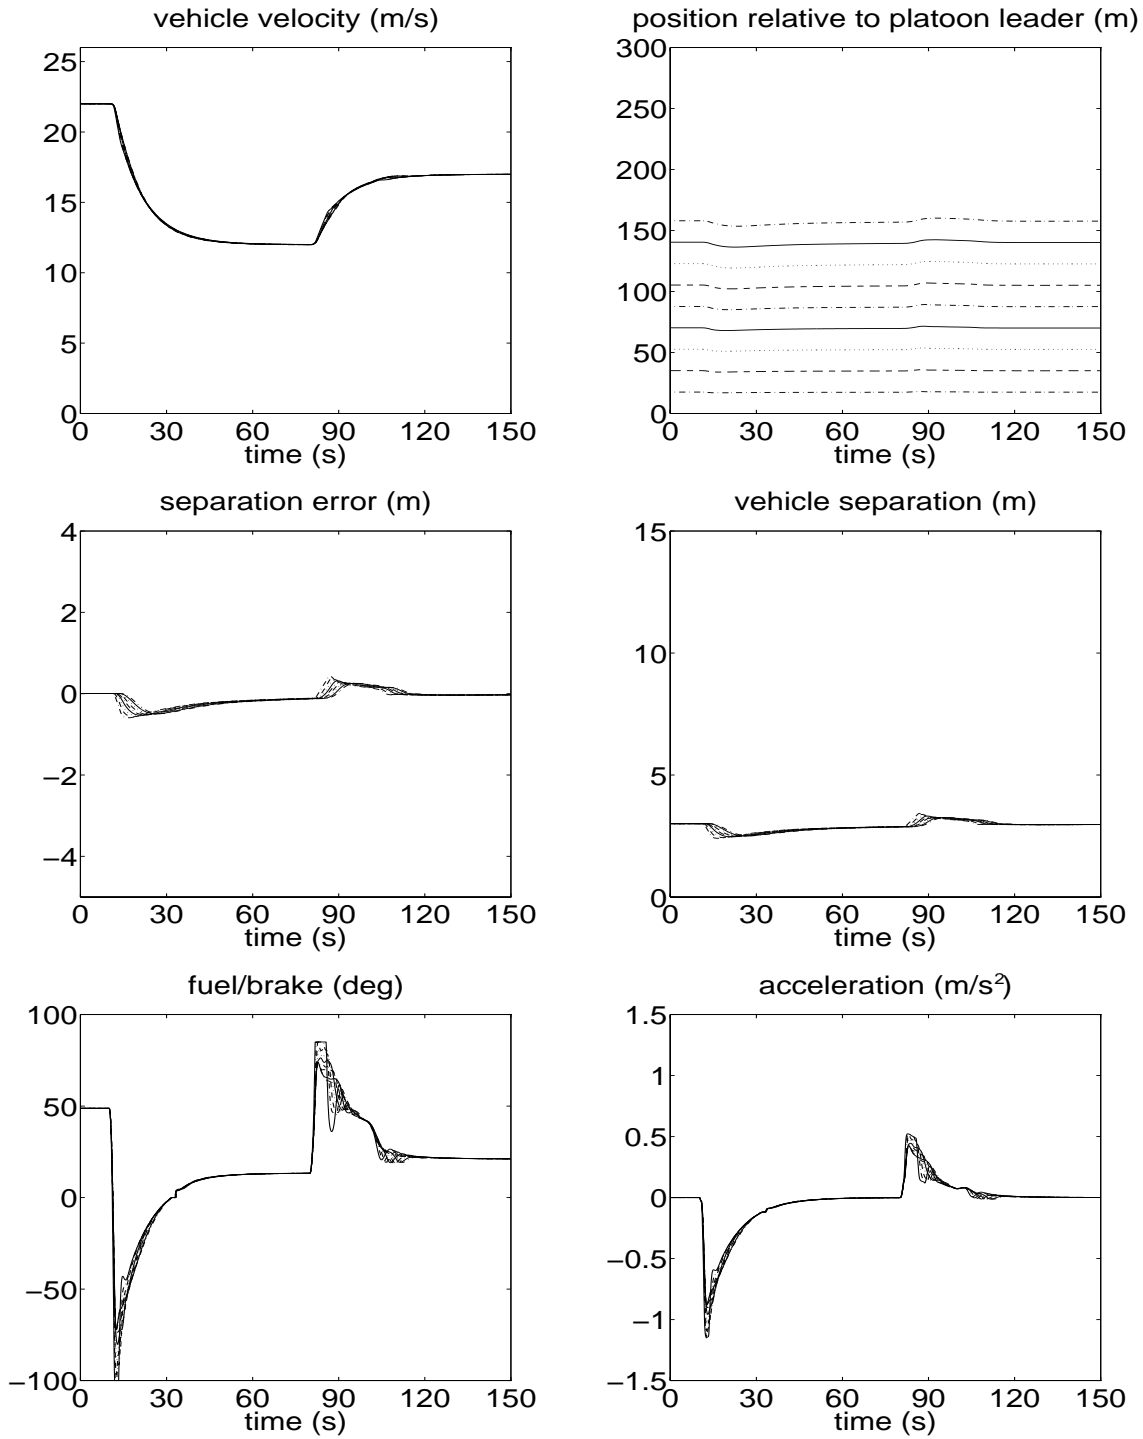 vehicle velocity (m/s)
25
20
15
10
5
0
0 30 60 90 120 150
time (s)
position relative to platoon leader (m)
300
250
200
150
100
50
0
0 30 60 90 120 150
time (s)
separation error (m)
4
2
0
−2
−4
0 30 60 90 120 150
time (s)
vehicle separation (m)
15
10
5
0
0 30 60 90 120 150
time (s)
fuel/brake (deg)
100
50
0
−50
−100
0 30 60 90 120 150
time (s)
acceleration (m/s²)
1.5
1
0.5
0
−0.5
−1
−1.5
0 30 60 90 120 150
time (s)